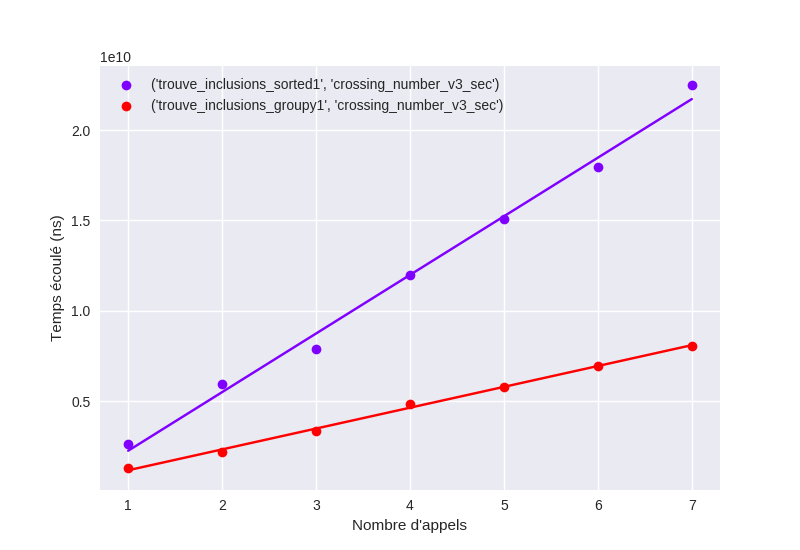 1e10
('trouve_inclusions_sorted1', 'crossing_number_v3_sec')
('trouve_inclusions_groupy1', 'crossing_number_v3_sec')
2.0
1.5
1.0
0.5
Temps écoulé (ns)
1 2 3 4 5 6 7
Nombre d'appels